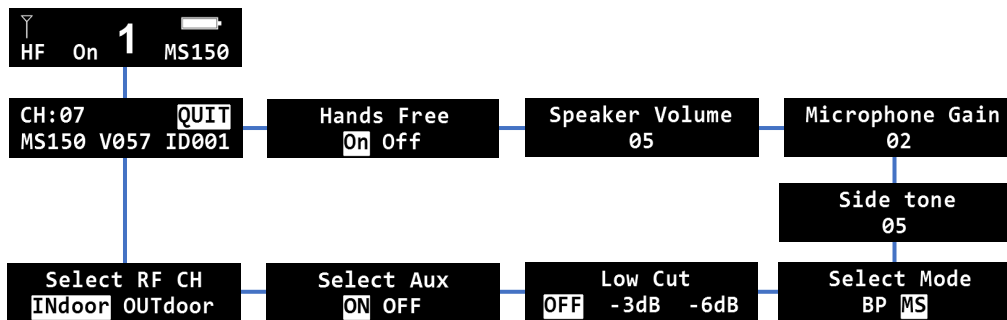 1
HF On MS150
CH:07 QUIT
MS150 V057 ID001
Hands Free
On Off
Speaker Volume
05
Microphone Gain
02
Side tone
05
Select RF CH
INdoor OUTdoor
Select Aux
ON OFF
Low Cut
OFF -3dB -6dB
Select Mode
BP MS